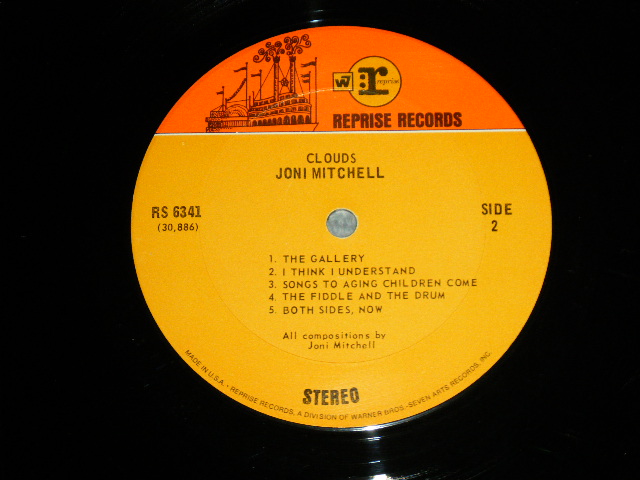 W7 r reprise
REPRISE RECORDS
CLOUDS
JONI MITCHELL
RS 6341
(30,886)
SIDE
2
1. THE GALLERY
2. I THINK I UNDERSTAND
3. SONGS TO AGING CHILDREN COME
4. THE FIDDLE AND THE DRUM
5. BOTH SIDES, NOW
All compositions by
Joni Mitchell
STEREO
MADE IN U.S.A. • REPRISE RECORDS, A DIVISION OF WARNER BROS.-SEVEN ARTS RECORDS, INC.